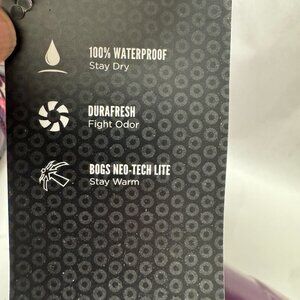 100% WATERPROOF
Stay Dry
DURAFRESH
Fight Odor
BOGS NEO-TECH LITE
Stay Warm